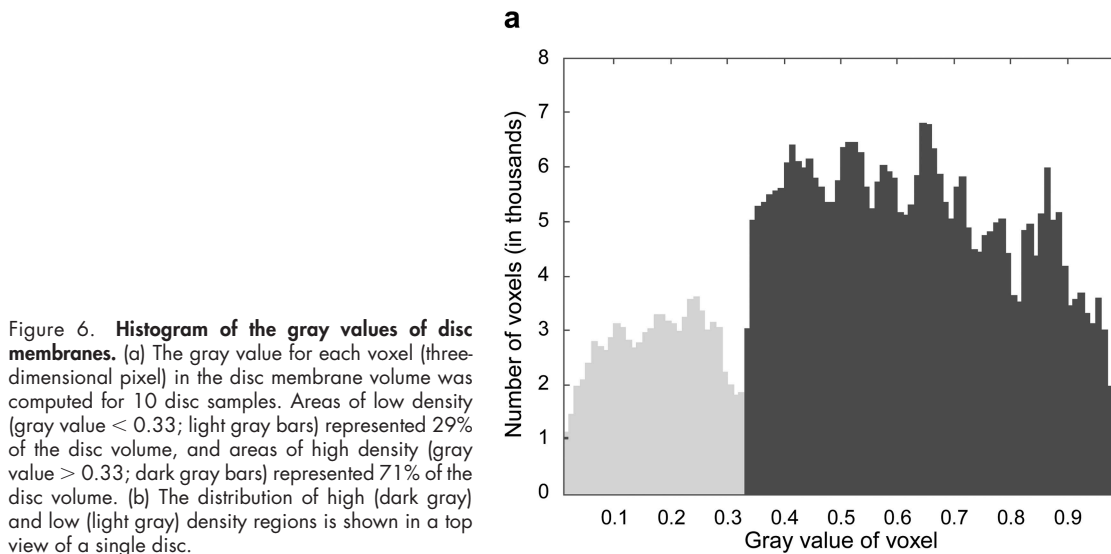 a
Figure 6. Histogram of the gray values of disc
membranes. (a) The gray value for each voxel (three-
dimensional pixel) in the disc membrane volume was
computed for 10 disc samples. Areas of low density
(gray value < 0.33; light gray bars) represented 29%
of the disc volume, and areas of high density (gray
value > 0.33; dark gray bars) represented 71% of the
disc volume. (b) The distribution of high (dark gray)
and low (light gray) density regions is shown in a top
view of a single disc.
Number of voxels (in thousands)
8
7
6
5
4
3
2
1
0
0.1 0.2 0.3 0.4 0.5 0.6 0.7 0.8 0.9
Gray value of voxel